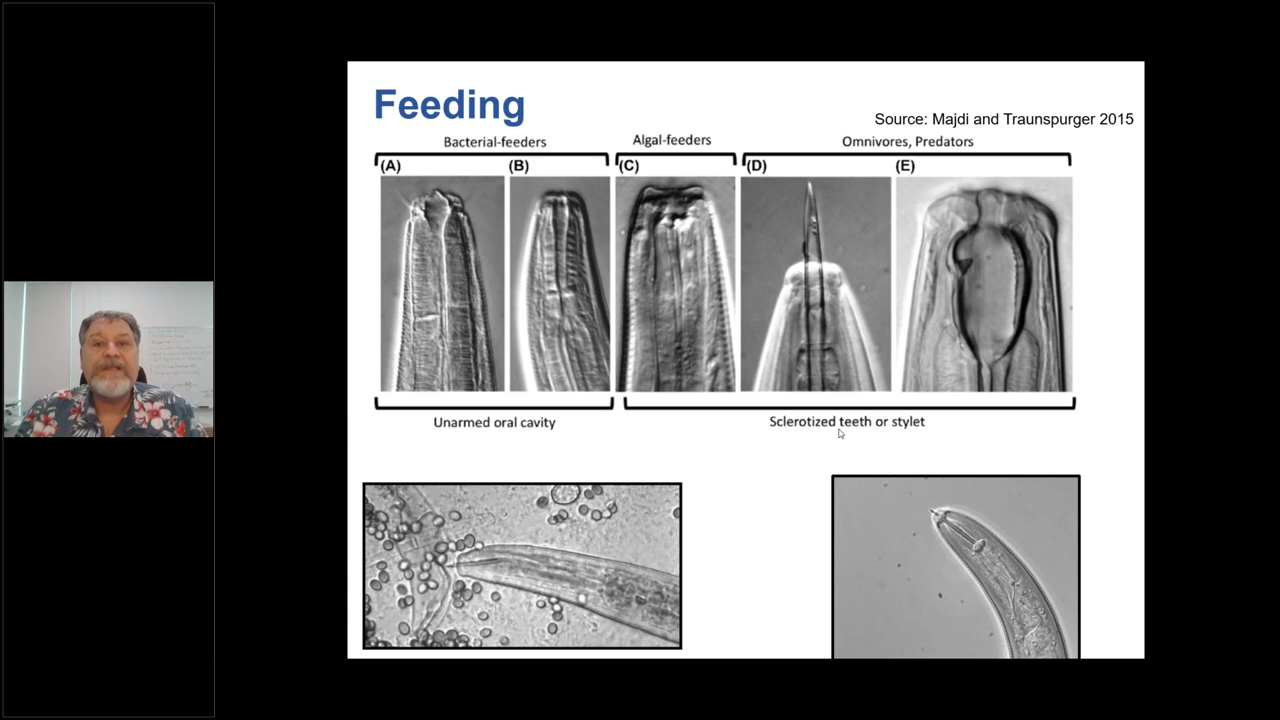 Feeding
Source: Majdi and Traunspurger 2015
Bacterial-feeders
Algal-feeders
Omnivores, Predators
(A)
(B)
(C)
(D)
(E)
Unarmed oral cavity
Sclerotized teeth or stylet